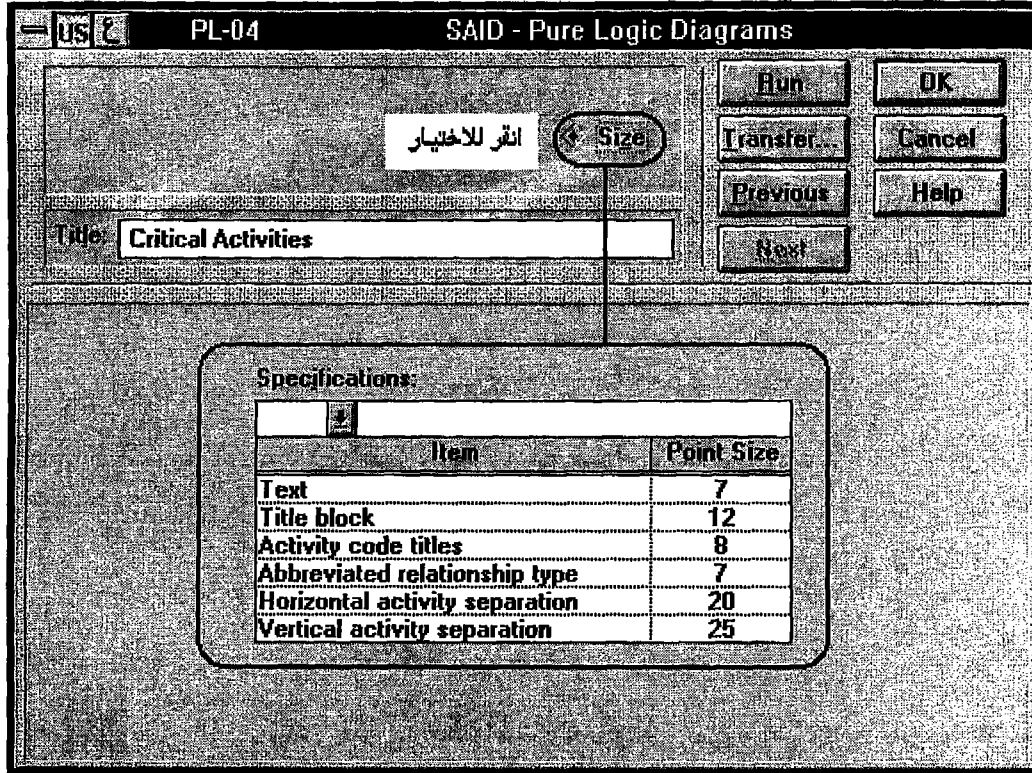 US ع PL-04 SAID - Pure Logic Diagrams
Run OK
انقر للاختيار Size Transfer... Cancel
Previous Help
Title: Critical Activities Next
Specifications:
Item Point Size
Text 7
Title block 12
Activity code titles 8
Abbreviated relationship type 7
Horizontal activity separation 20
Vertical activity separation 25